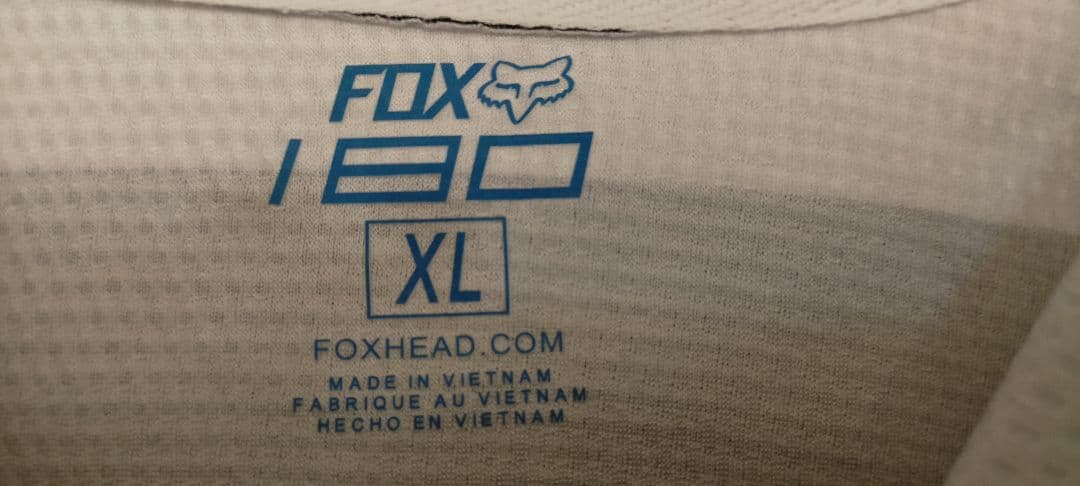 FOX
180
XL
FOXHEAD.COM
MADE IN VIETNAM
FABRIQUE AU VIETNAM
HECHO EN VIETNAM